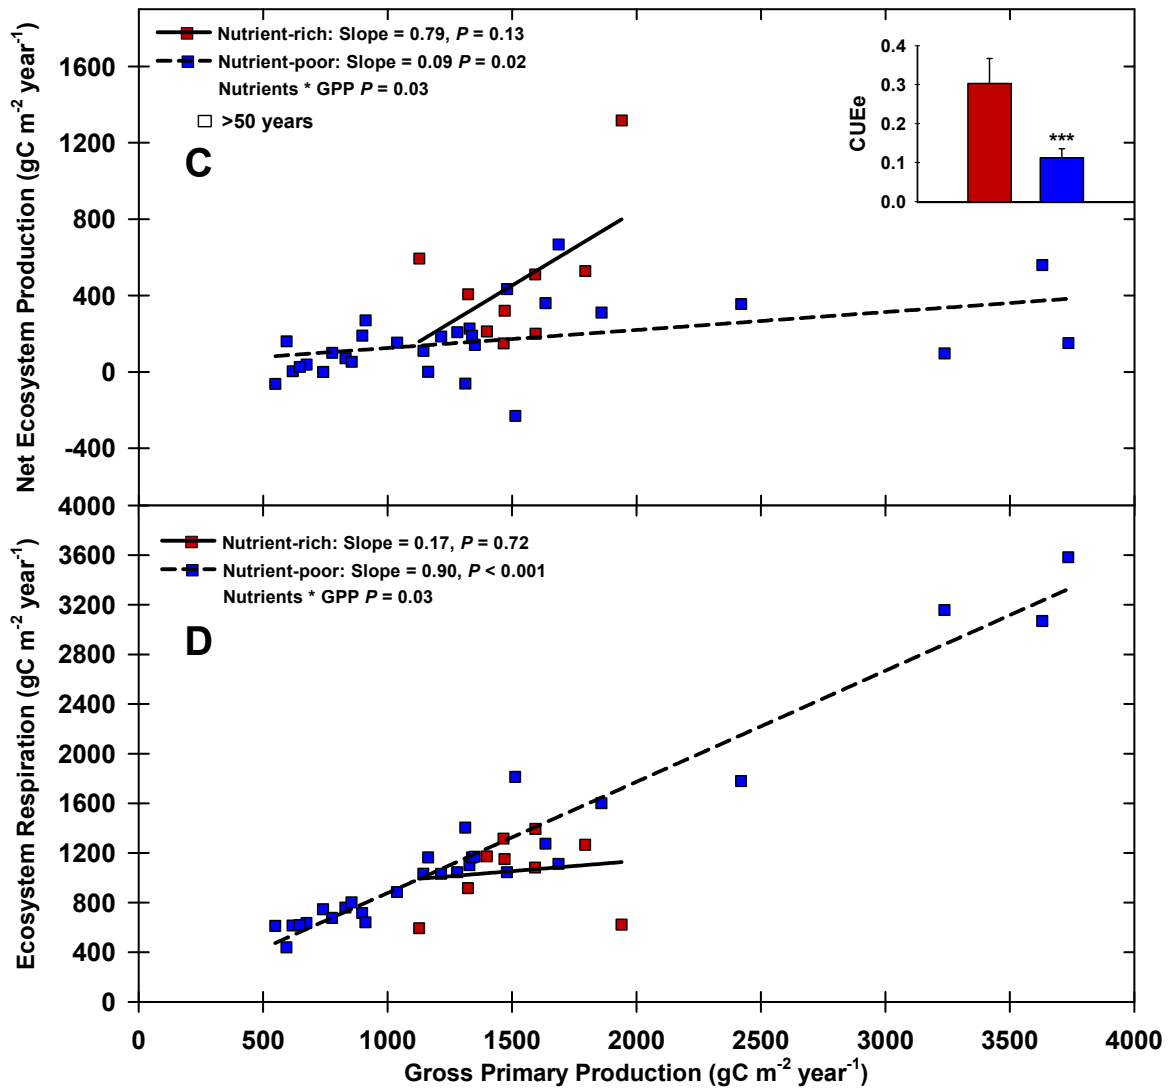 Nutrient-rich: Slope = 0.79, P = 0.13
Nutrient-poor: Slope = 0.09 P = 0.02
Nutrients * GPP P = 0.03
>50 years
C
Net Ecosystem Production (gC m-2 year-1)
1600
1200
800
400
0
-400
CUEe
0.4
0.3
0.2
0.1
0.0
***
4000
Nutrient-rich: Slope = 0.17, P = 0.72
Nutrient-poor: Slope = 0.90, P < 0.001
Nutrients * GPP P = 0.03
D
Ecosystem Respiration (gC m-2 year-1)
3600
3200
2800
2400
2000
1600
1200
800
400
0
0 500 1000 1500 2000 2500 3000 3500 4000
Gross Primary Production (gC m-2 year-1)